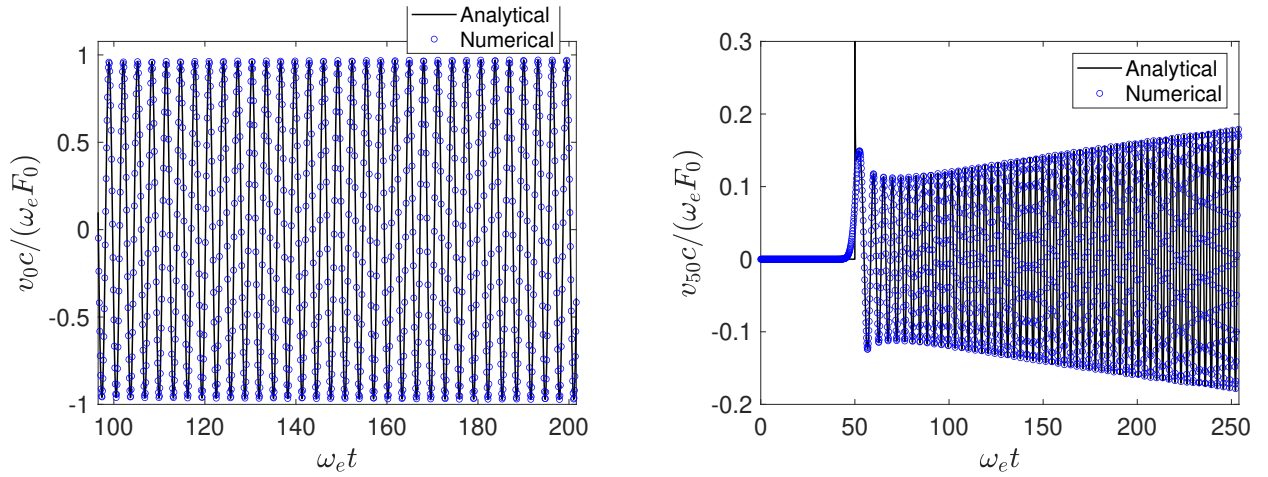 Analytical
Numerical
1
0.5
0
-0.5
-1
100
120
140
160
180
200
v₀c/(ωₑF₀)
ωₑt
0.3
0.2
0.1
0
-0.1
-0.2
0
50
100
150
200
250
v₅₀c/(ωₑF₀)
ωₑt
Analytical
Numerical